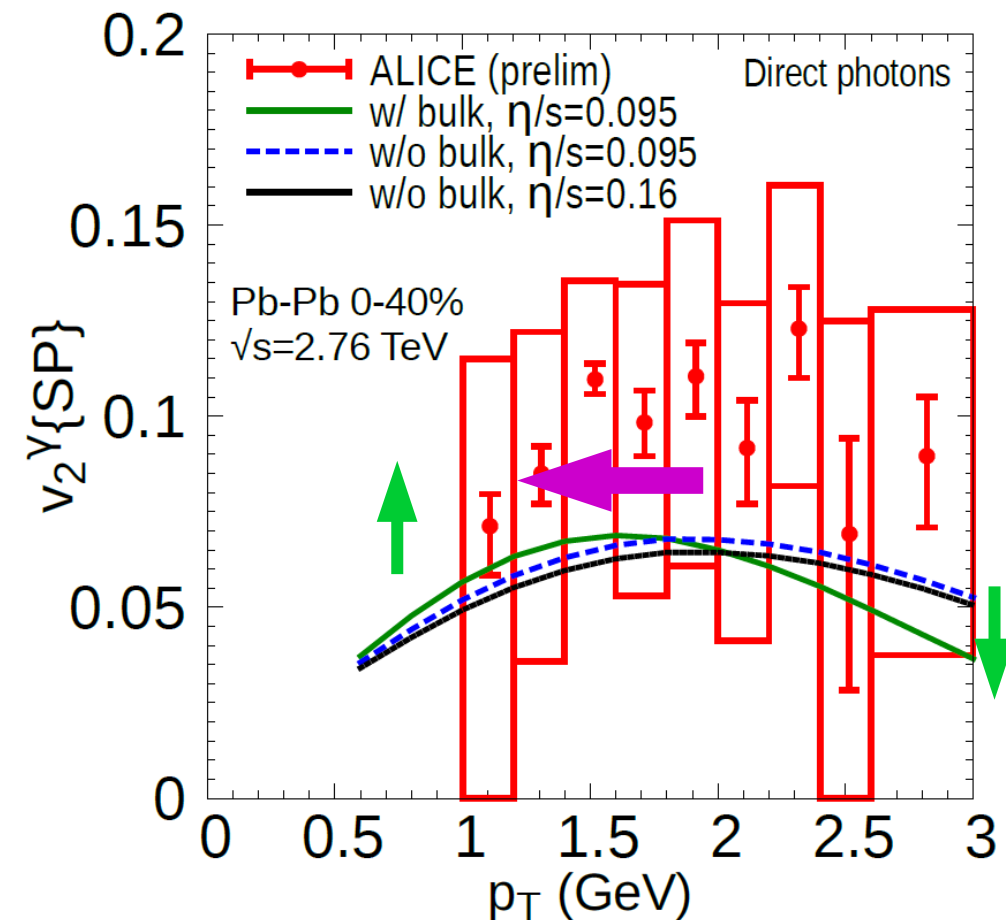 0.2
0.15
0.1
0.05
0
v₂ᵞ{SP}
ALICE (prelim)
w/ bulk, η/s=0.095
w/o bulk, η/s=0.095
w/o bulk, η/s=0.16
Direct photons
Pb-Pb 0-40%
√s=2.76 TeV
0 0.5 1 1.5 2 2.5 3
p_T (GeV)